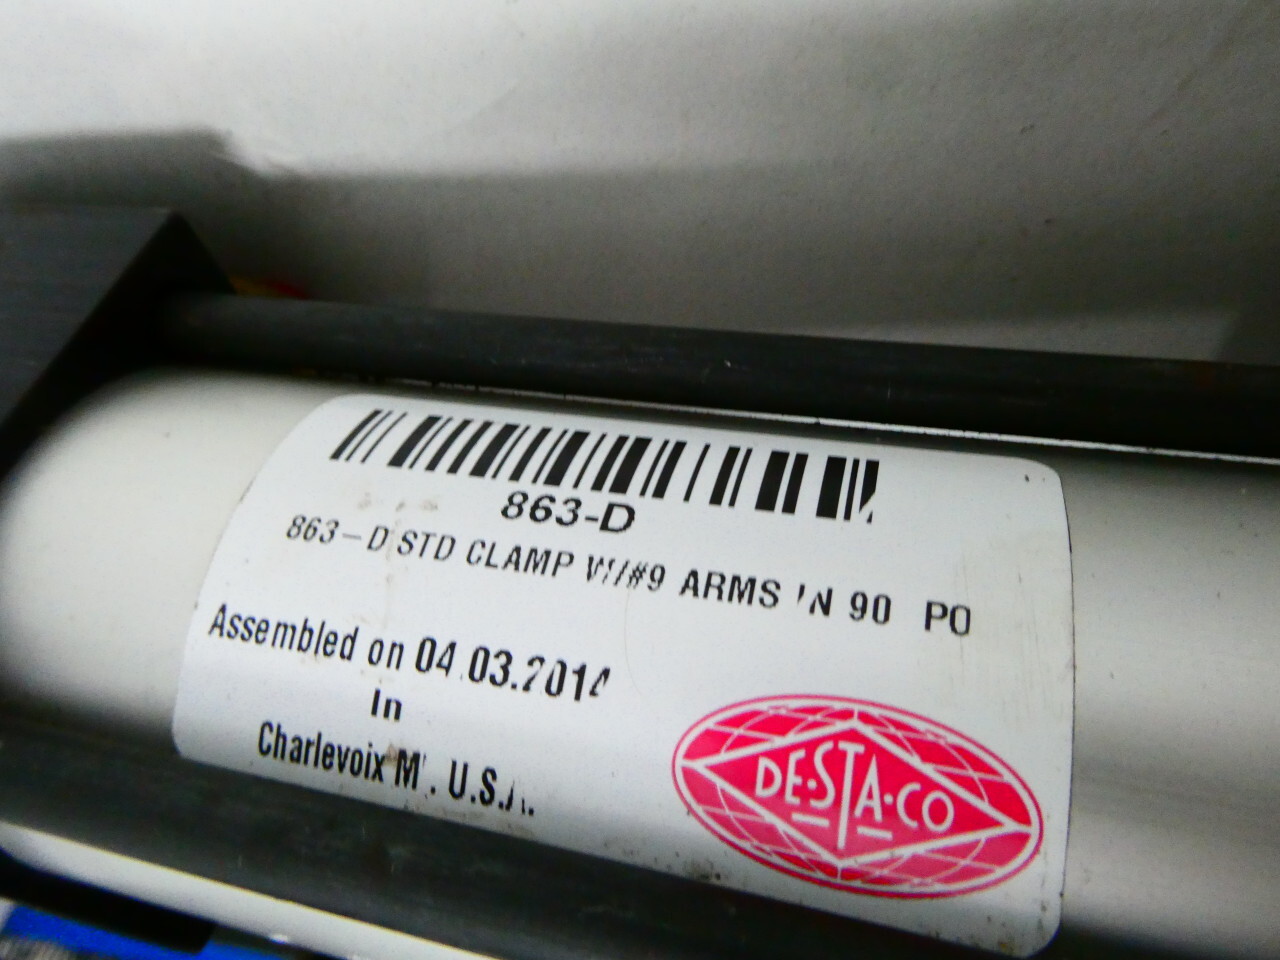 863-D
863-D STD CLAMP W/#9 ARMS IN 90 PO
Assembled on 04.03.2014
In
Charlevoix MI. U.S.A.
DE-STA-CO